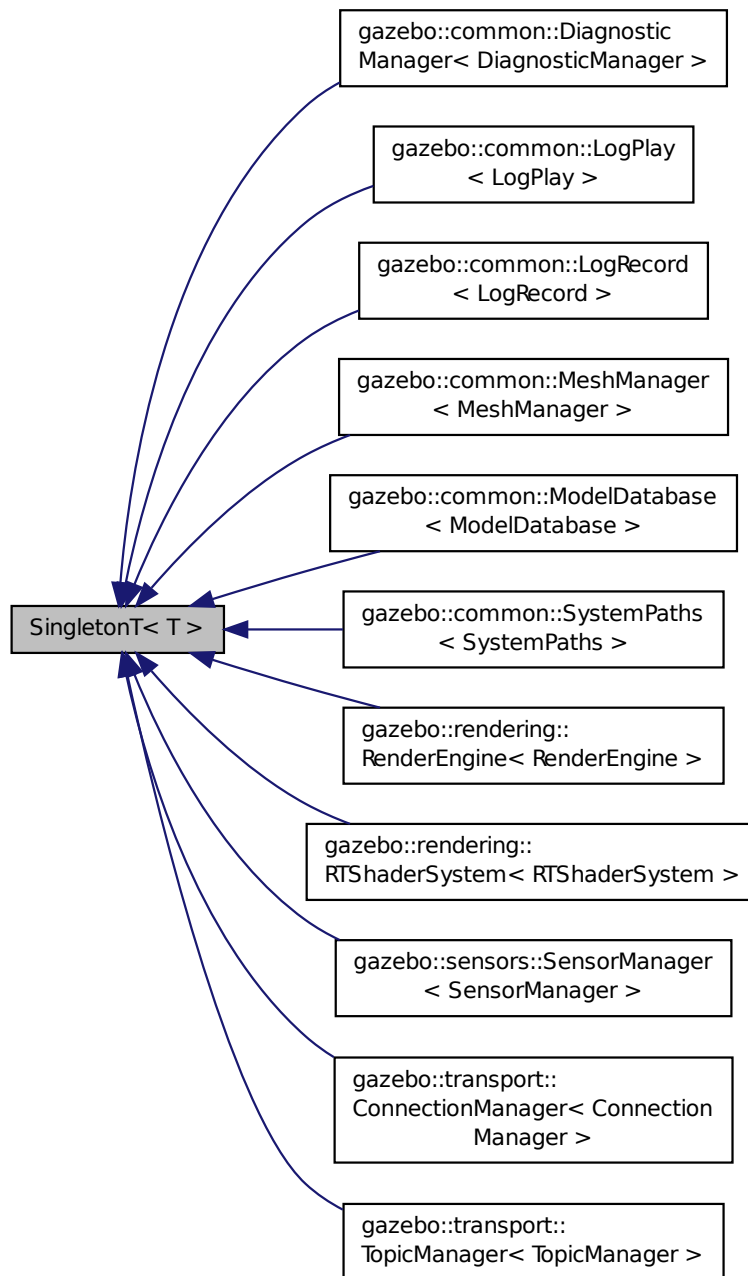 gazebo::common::Diagnostic
Manager< DiagnosticManager >
gazebo::common::LogPlay
< LogPlay >
gazebo::common::LogRecord
< LogRecord >
gazebo::common::MeshManager
< MeshManager >
gazebo::common::ModelDatabase
< ModelDatabase >
SingletonT< T >
gazebo::common::SystemPaths
< SystemPaths >
gazebo::rendering::
RenderEngine< RenderEngine >
gazebo::rendering::
RTShaderSystem< RTShaderSystem >
gazebo::sensors::SensorManager
< SensorManager >
gazebo::transport::
ConnectionManager< Connection
Manager >
gazebo::transport::
TopicManager< TopicManager >